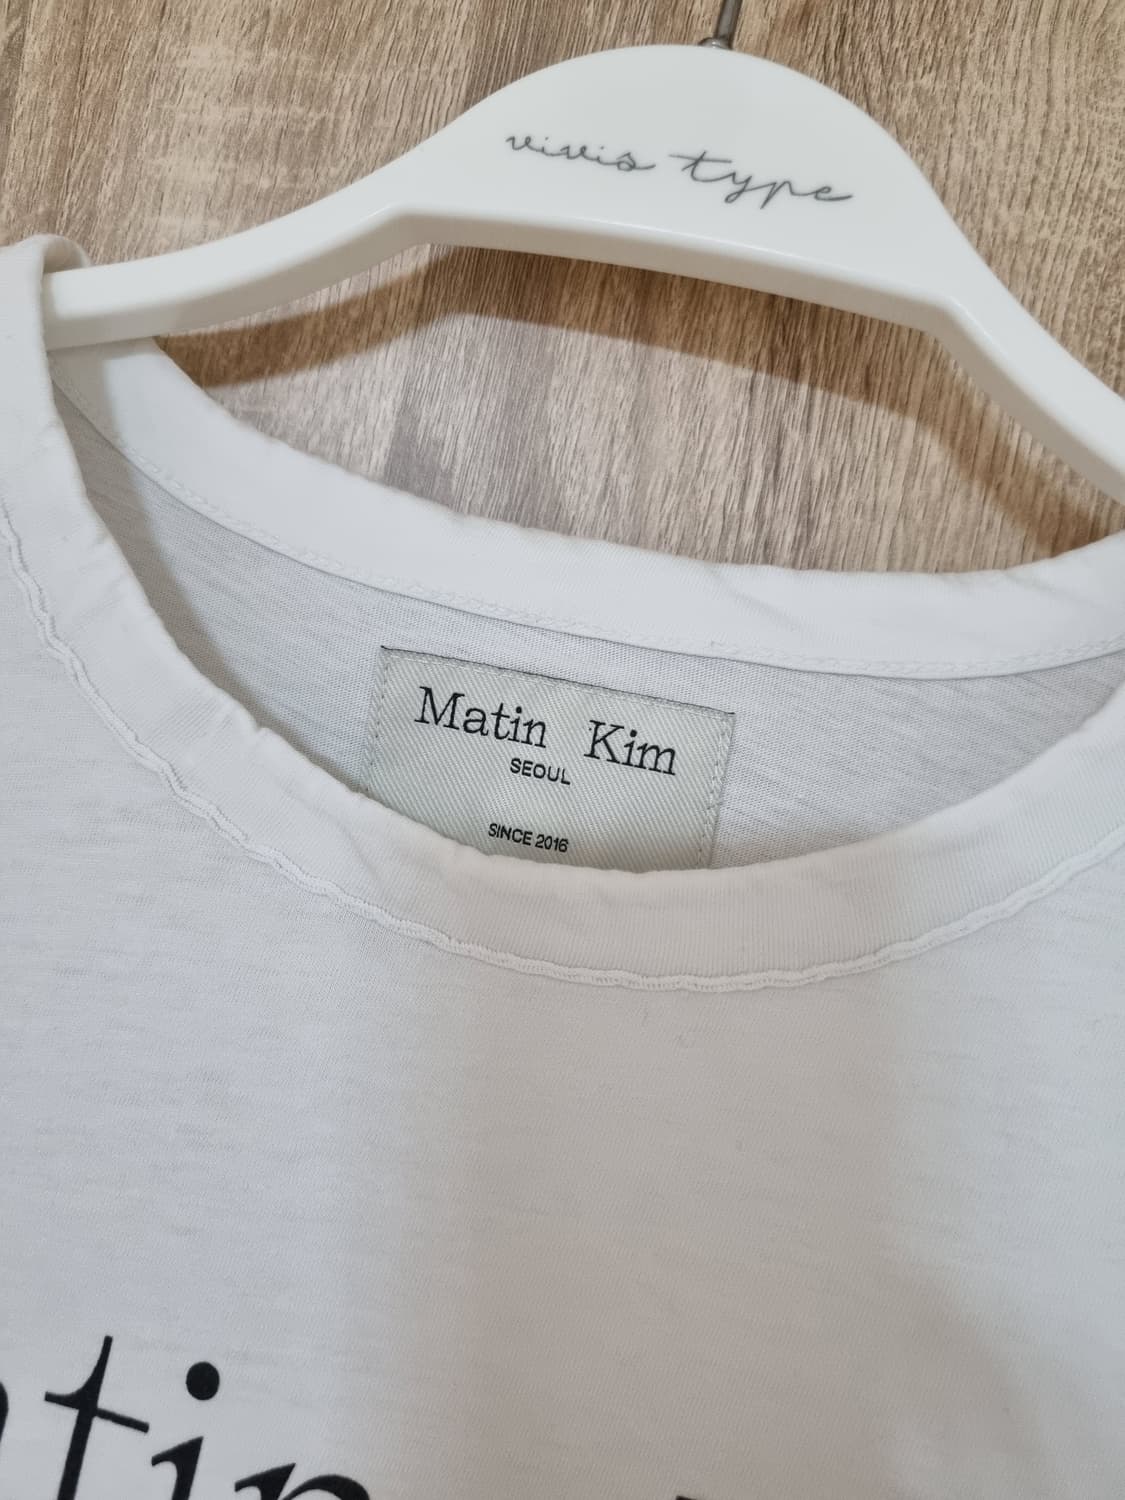 vivis type
Matin Kim
SEOUL
SINCE 2016